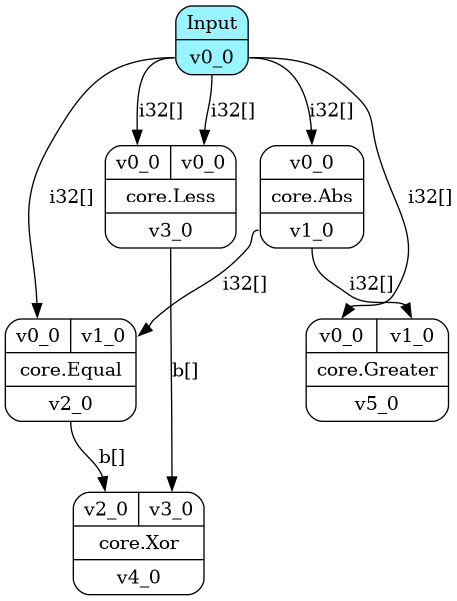 Input
v0_0
i32[] i32[] i32[]
v0_0 v0_0
core.Less
v3_0
v0_0
core.Abs
v1_0
i32[] i32[]
i32[] i32[]
v0_0 v1_0
core.Equal
v2_0
b[]
v0_0 v1_0
core.Greater
v5_0
b[]
v2_0 v3_0
core.Xor
v4_0